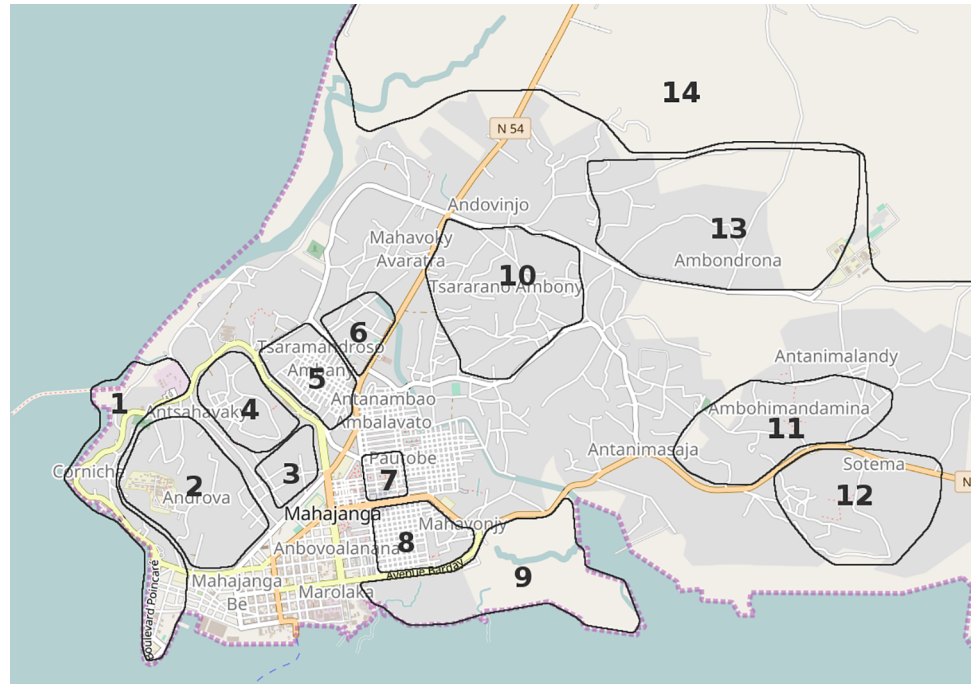 14
N 54
Andovinjo
13
Mahavoky
Avaratra
Ambondrona
10
Tsararano Ambony
6
Tsaramandroso
Ambany
5
Antanimalandy
1
Antsahavaky
4
Antanambao
Ambalavato
Ambohimandamina
11
Antanimasaja
Corniche
2
Androva
3
7
Sotema
N
12
Mahajanga
8
Mahavonjy
Anbovoalanana
Avenue Barday
9
Mahajanga
Be
Marolaka
Boulevard Poincaré